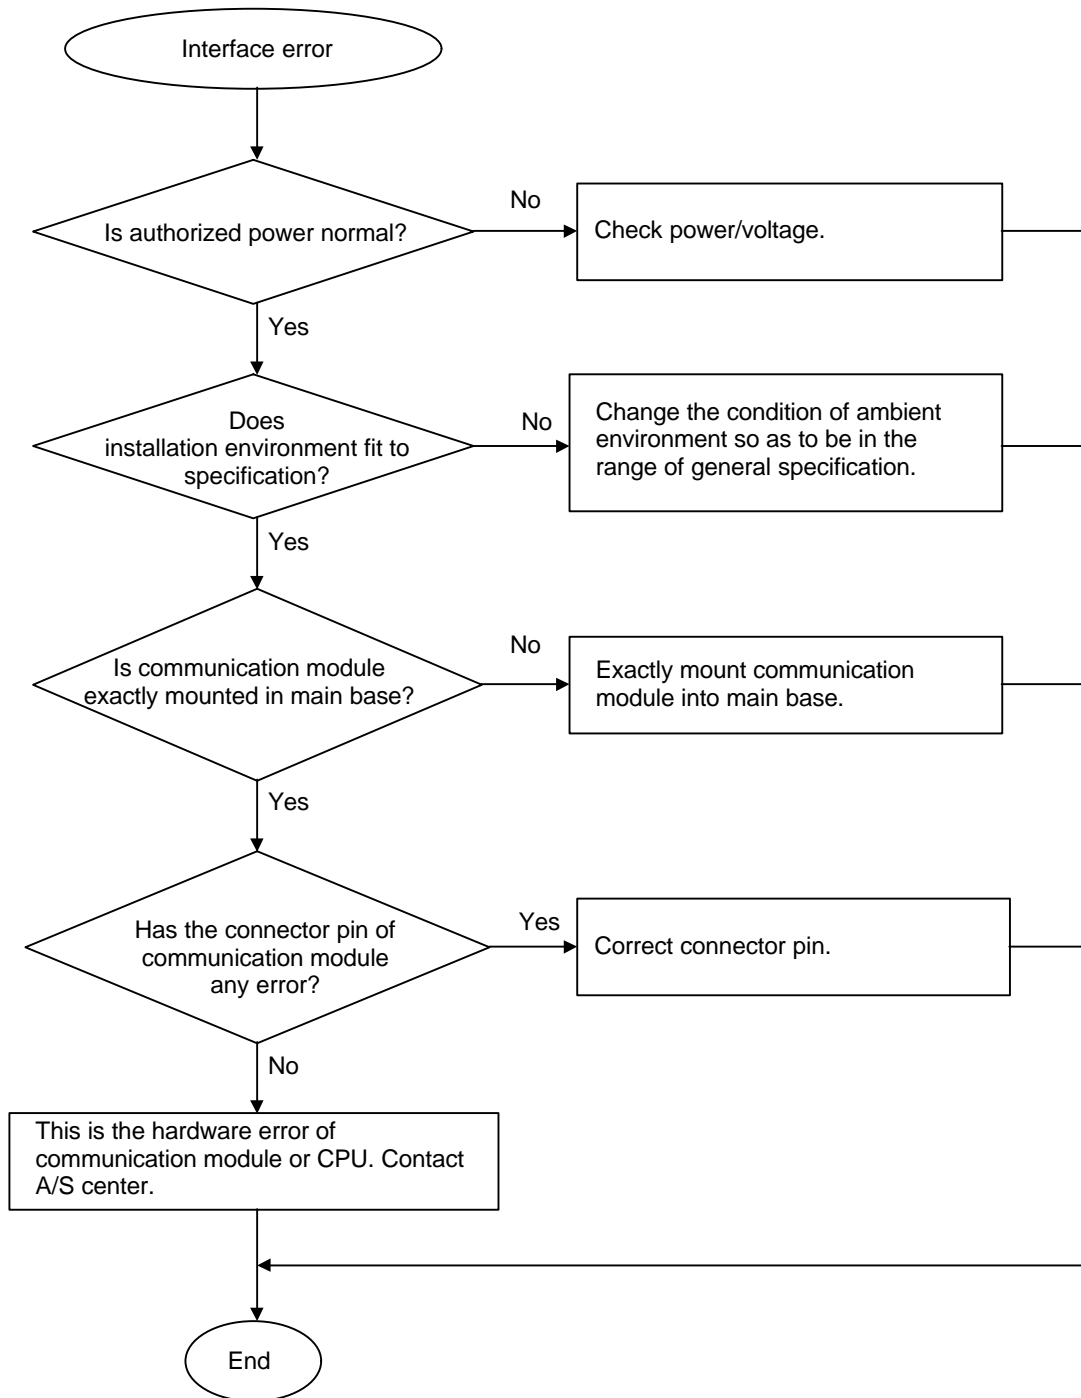 Interface error
Is authorized power normal?
No
Check power/voltage.
Yes
Does
installation environment fit to
specification?
No
Change the condition of ambient
environment so as to be in the
range of general specification.
Yes
Is communication module
exactly mounted in main base?
No
Exactly mount communication
module into main base.
Yes
Has the connector pin of
communication module
any error?
Yes
Correct connector pin.
No
This is the hardware error of
communication module or CPU. Contact
A/S center.
End